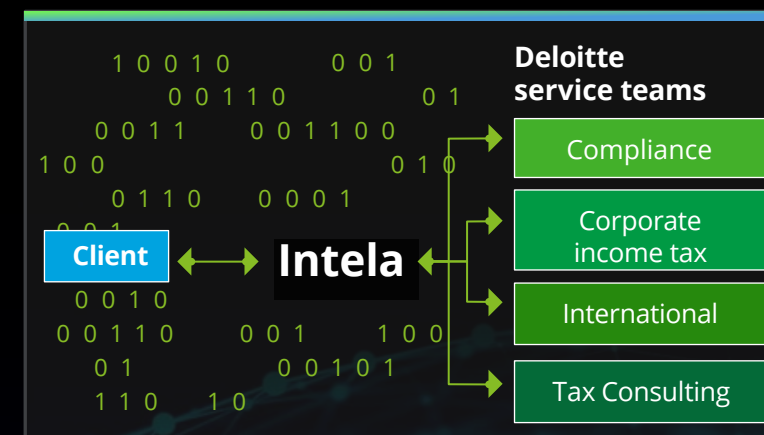 1 0 0 1 0 0 0 1
0 0 1 1 0 0 1
0 0 1 1 0 0 1 1 0 0
1 0 0 0 1 0
0 1 1 0 0 0 0 1
0 0 1
Client
Intela
0 0 1 0
0 0 1 1 0 0 0 1 1 0 0
0 1 0 0 1 0 1
1 1 0 1 0
Deloitte
service teams
Compliance
Corporate
income tax
International
Tax Consulting